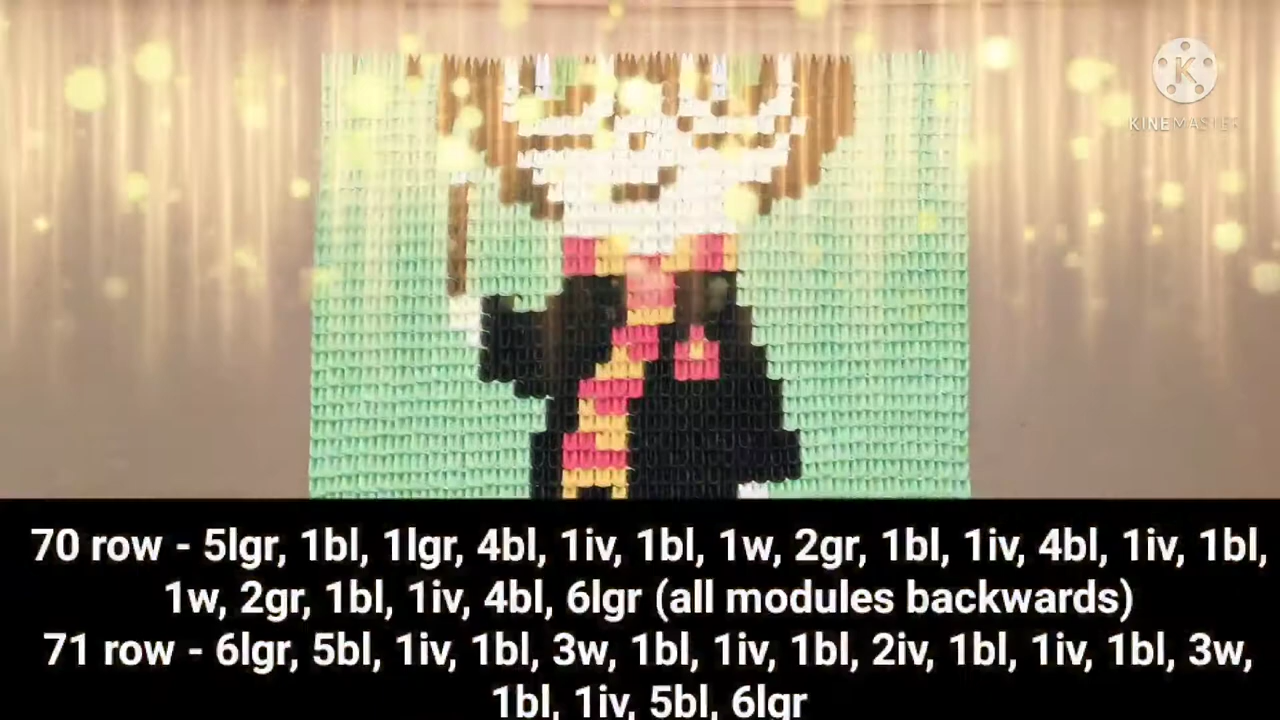 K
KINEMASTER
70 row - 5lgr, 1bl, 1lgr, 4bl, 1iv, 1bl, 1w, 2gr, 1bl, 1iv, 4bl, 1iv, 1bl,
1w, 2gr, 1bl, 1iv, 4bl, 6lgr (all modules backwards)
71 row - 6lgr, 5bl, 1iv, 1bl, 3w, 1bl, 1iv, 1bl, 2iv, 1bl, 1iv, 1bl, 3w,
1bl, 1iv, 5bl, 6lgr